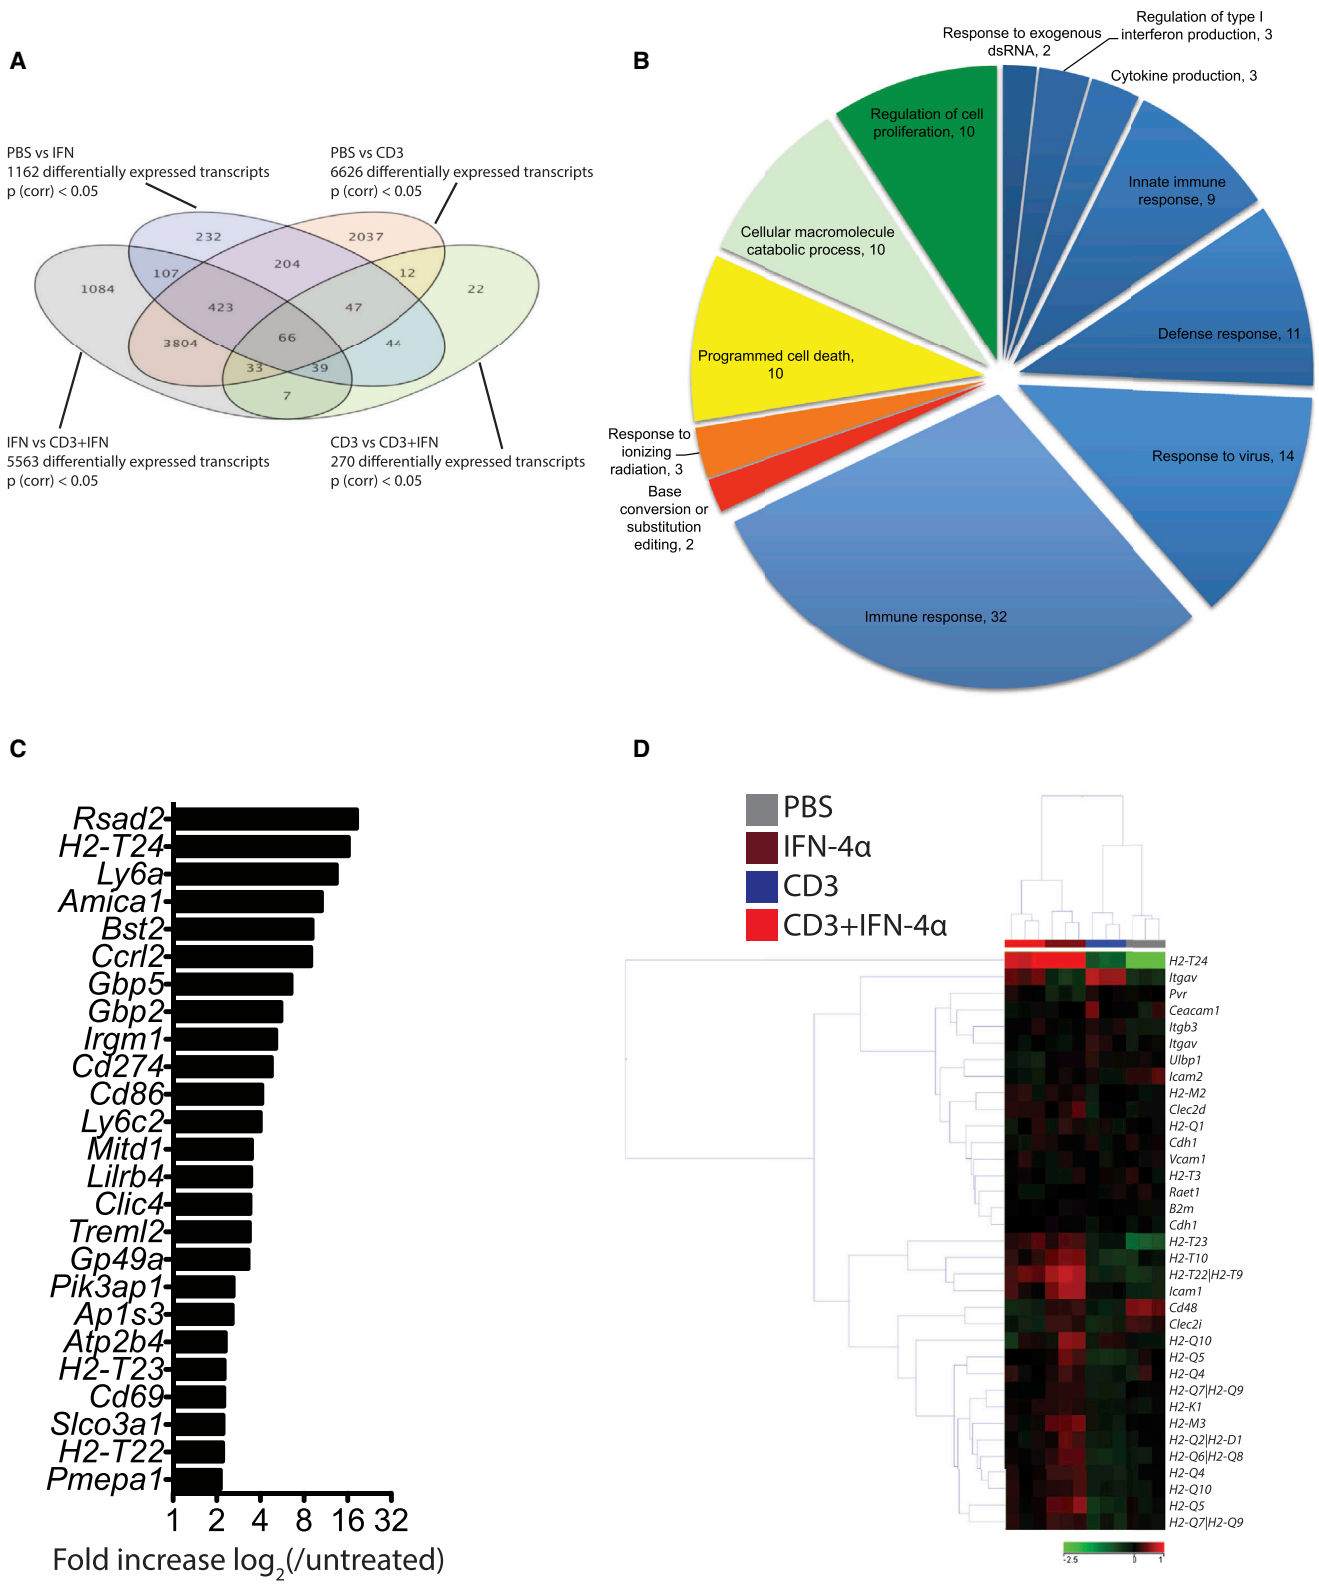 A
PBS vs IFN
1162 differentially expressed transcripts
p (corr) < 0.05
PBS vs CD3
6626 differentially expressed transcripts
p (corr) < 0.05
232
2037
204
107
12
1084
22
423
47
3804
66
44
33
39
7
IFN vs CD3+IFN
5563 differentially expressed transcripts
p (corr) < 0.05
CD3 vs CD3+IFN
270 differentially expressed transcripts
p (corr) < 0.05
B
Response to exogenous
dsRNA, 2
Regulation of type I
interferon production, 3
Cytokine production, 3
Innate immune
response, 9
Defense response, 11
Response to virus, 14
Immune response, 32
Base
conversion or
substitution
editing, 2
Response to
ionizing
radiation, 3
Programmed cell death,
10
Cellular macromolecule
catabolic process, 10
Regulation of cell
proliferation, 10
C
Rsad2
H2-T24
Ly6a
Amica1
Bst2
Ccrl2
Gbp5
Gbp2
Irgm1
Cd274
Cd86
Ly6c2
Mitd1
Lilrb4
Clic4
Treml2
Gp49a
Pik3ap1
Ap1s3
Atp2b4
H2-T23
Cd69
Slco3a1
H2-T22
Pmepa1
1 2 4 8 16 32
Fold increase log2(/untreated)
D
PBS
IFN-4α
CD3
CD3+IFN-4α
H2-T24
Itgav
Pvr
Ceacam1
Itgb3
Itgav
Ulbp1
Icam2
H2-M2
Clec2d
H2-Q1
Cdh1
Vcam1
H2-T3
Raet1
B2m
Cdh1
H2-T23
H2-T10
H2-T22|H2-T9
Icam1
Cd48
Clec2i
H2-Q10
H2-Q5
H2-Q4
H2-Q7|H2-Q9
H2-K1
H2-M3
H2-Q2|H2-D1
H2-Q6|H2-Q8
H2-Q4
H2-Q10
H2-Q5
H2-Q7|H2-Q9
-2.5 0 1